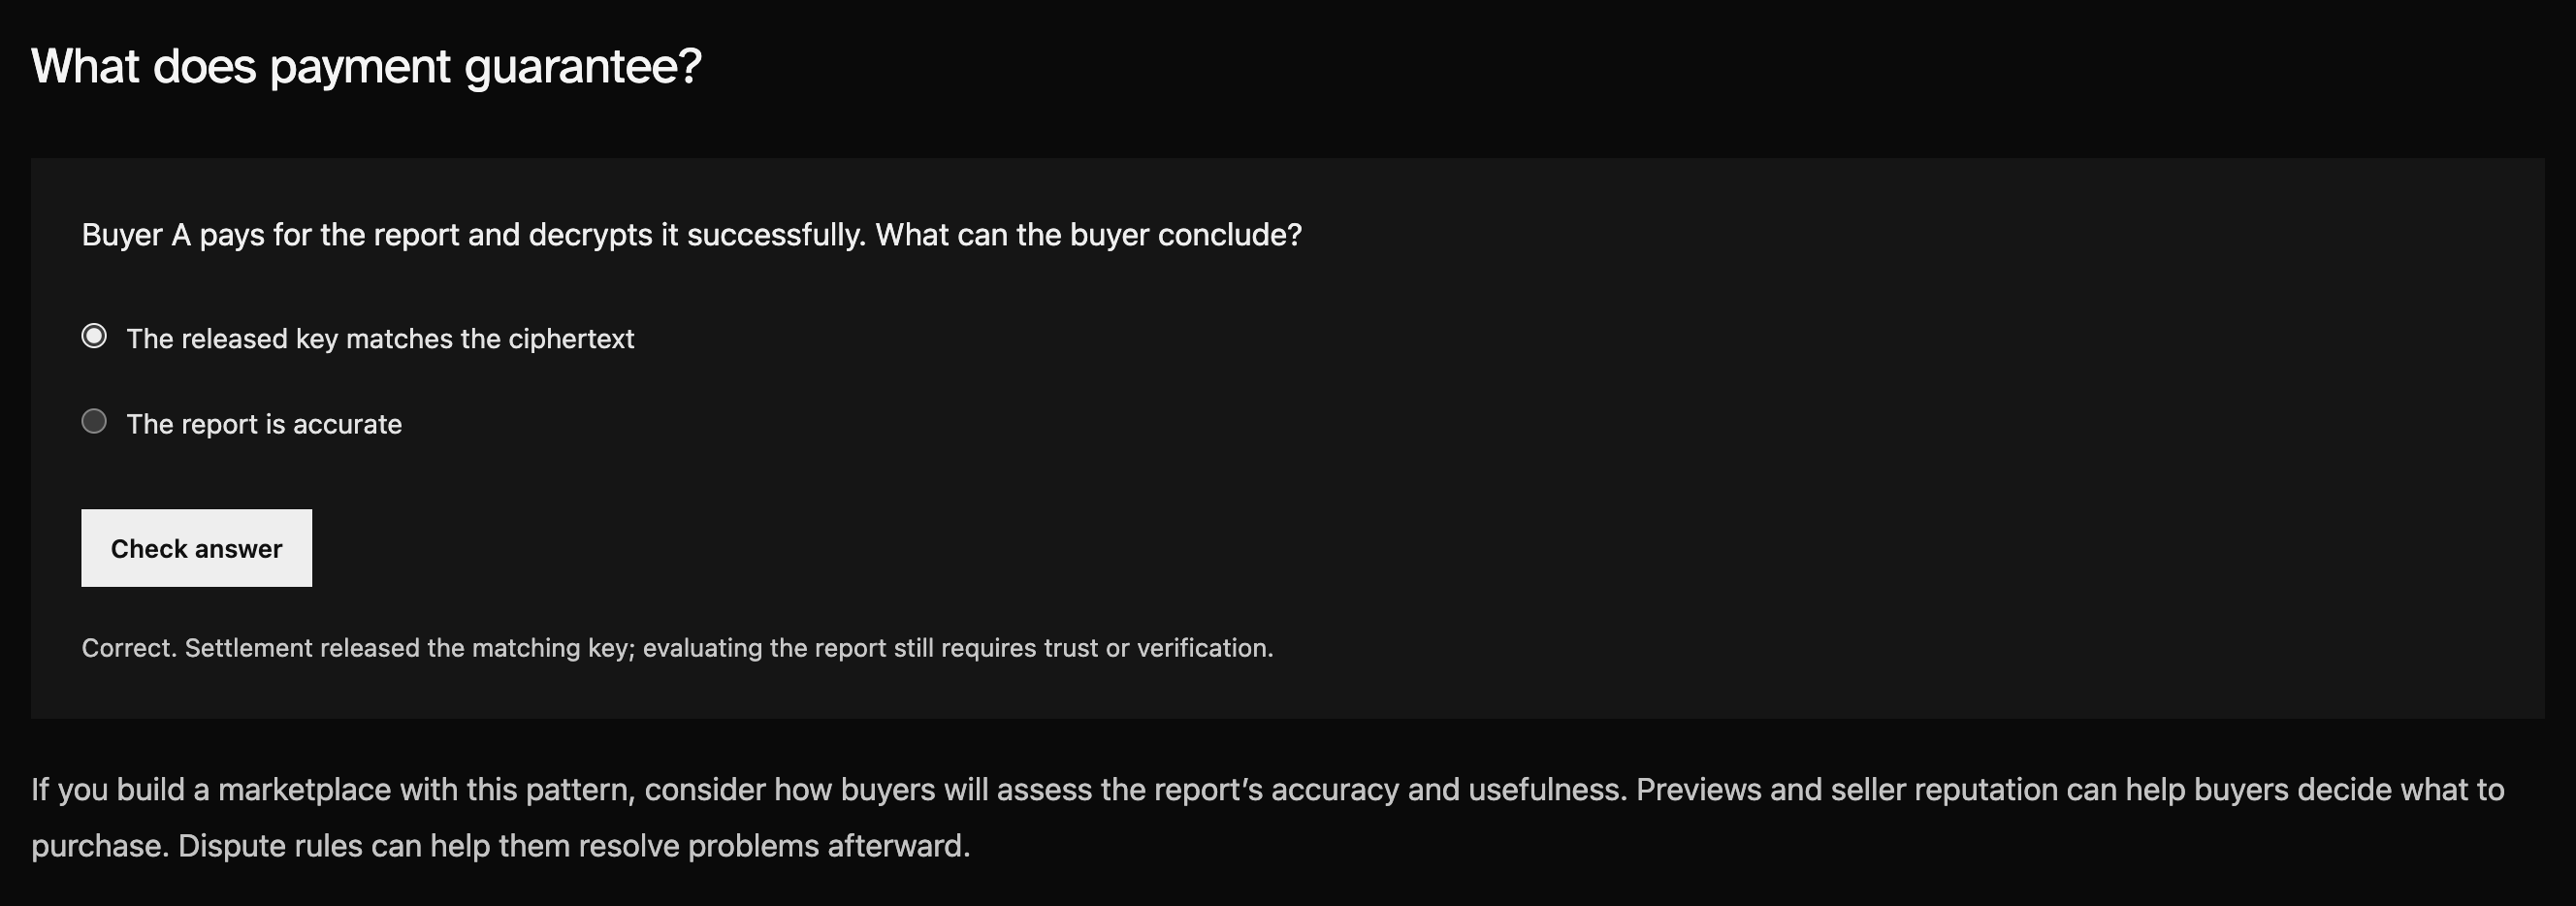 What does payment guarantee?
Buyer A pays for the report and decrypts it successfully. What can the buyer conclude?
The released key matches the ciphertext
The report is accurate
Check answer
Correct. Settlement released the matching key; evaluating the report still requires trust or verification.
If you build a marketplace with this pattern, consider how buyers will assess the report’s accuracy and usefulness. Previews and seller reputation can help buyers decide what to
purchase. Dispute rules can help them resolve problems afterward.